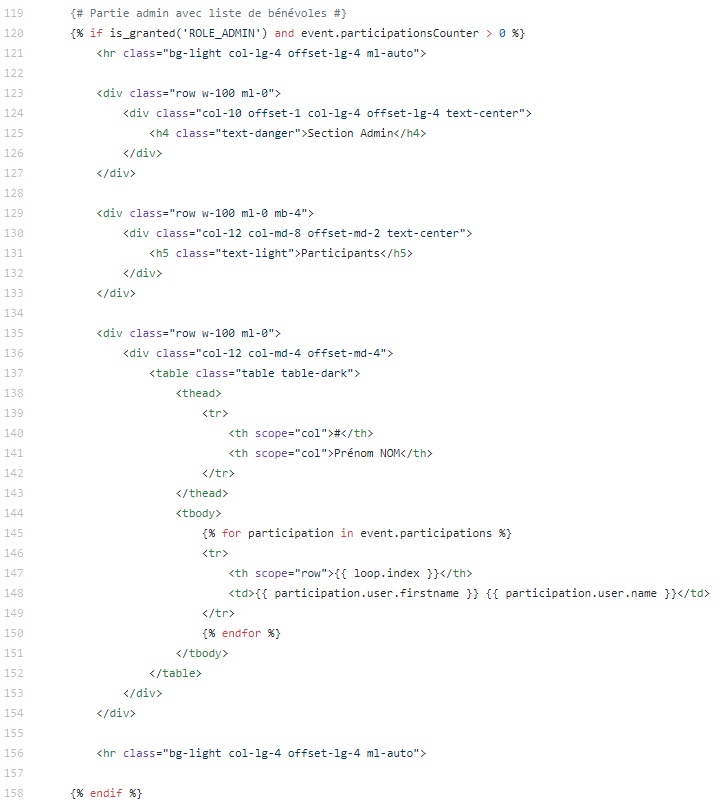 119 {# Partie admin avec liste de bénévoles #}
120 {% if is_granted('ROLE_ADMIN') and event.participationsCounter > 0 %}
121     <hr class="bg-light col-lg-4 offset-lg-4 ml-auto">
122
123     <div class="row w-100 ml-0">
124         <div class="col-10 offset-1 col-lg-4 offset-lg-4 text-center">
125             <h4 class="text-danger">Section Admin</h4>
126         </div>
127     </div>
128
129     <div class="row w-100 ml-0 mb-4">
130         <div class="col-12 col-md-8 offset-md-2 text-center">
131             <h5 class="text-light">Participants</h5>
132         </div>
133     </div>
134
135     <div class="row w-100 ml-0">
136         <div class="col-12 col-md-4 offset-md-4">
137             <table class="table table-dark">
138                 <thead>
139                     <tr>
140                         <th scope="col">#</th>
141                         <th scope="col">Prénom NOM</th>
142                     </tr>
143                 </thead>
144                 <tbody>
145                     {% for participation in event.participations %}
146                     <tr>
147                         <th scope="row">{{ loop.index }}</th>
148                         <td>{{ participation.user.firstname }} {{ participation.user.name }}</td>
149                     </tr>
150                     {% endfor %}
151                 </tbody>
152             </table>
153         </div>
154     </div>
155
156     <hr class="bg-light col-lg-4 offset-lg-4 ml-auto">
157
158 {% endif %}